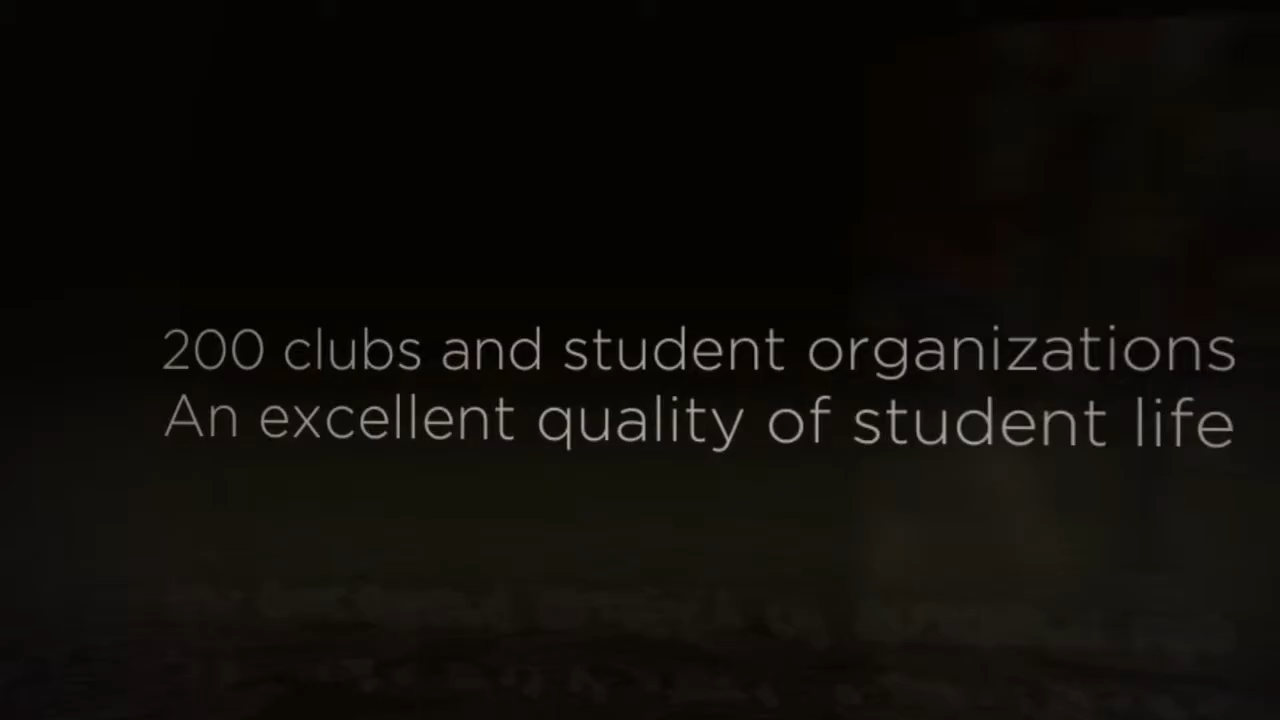 200 clubs and student organizations
An excellent quality of student life